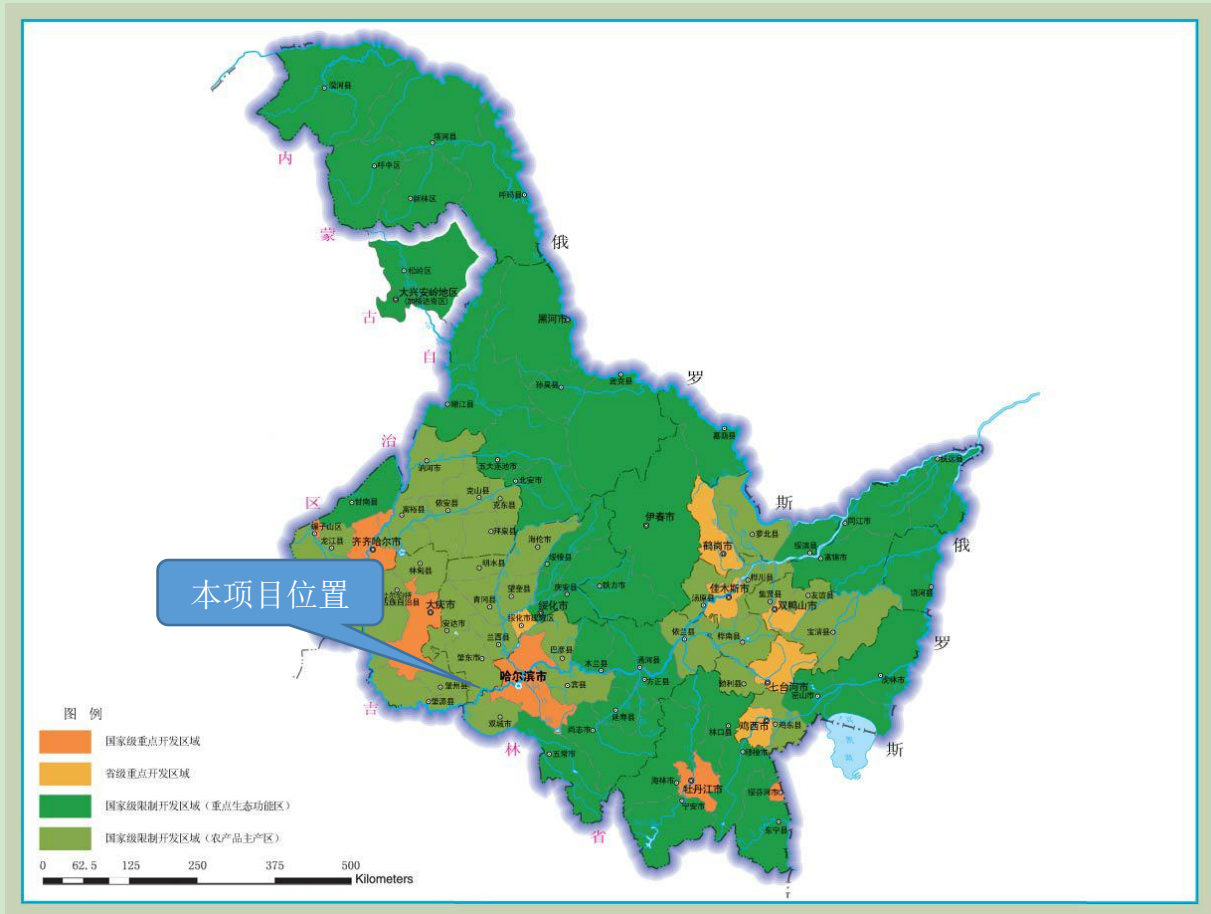 漠河县
塔河县
呼中区
新林区
呼玛县
内
蒙
古
自
治
区
俄
罗
斯
松岭区
大兴安岭地区
(加格达奇区)
黑河市
孙吴县
逊克县
嫩江县
嘉荫县
讷河市
五大连池市
北安市
甘南县
富裕县
依安县
克山县
克东县
拜泉县
碾子山区
龙江县
齐齐哈尔市
林甸县
明水县
海伦市
绥棱县
伊春市
鹤岗市
萝北县
抚远县
同江市
绥滨县
富锦市
俄
罗
斯
本项目位置
大庆市
青冈县
望奎县
庆安县
铁力市
绥化市
绥化市建成区
安达市
兰西县
汤原县
佳木斯市
桦川县
集贤县
双鸭山市
友谊县
饶河县
宝清县
肇东市
巴彦县
木兰县
通河县
依兰县
桦南县
哈尔滨市
宾县
方正县
勃利县
七台河市
密山市
虎林市
肇州县
肇源县
双城市
尚志市
延寿县
林口县
鸡西市
鸡东县
五常市
穆棱市
海林市
牡丹江市
宁安市
绥芬河市
东宁县
吉
林
省
图 例
国家级重点开发区域
省级重点开发区域
国家级限制开发区域(重点生态功能区)
国家级限制开发区域(农产品主产区)
0 62.5 125 250 375 500
Kilometers